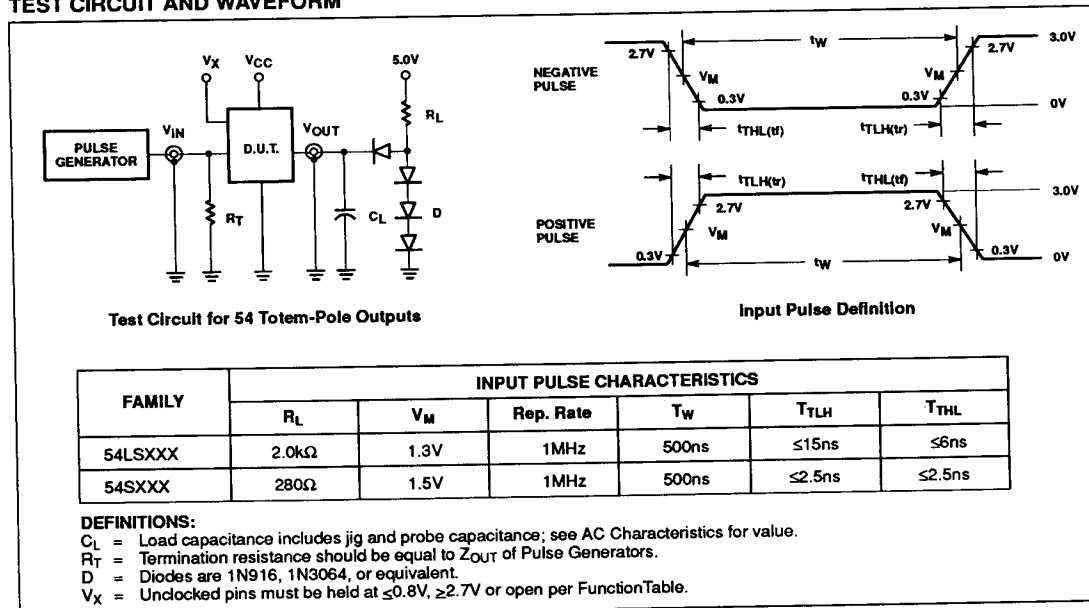 TEST CIRCUIT AND WAVEFORM
VX
VCC
5.0V
RL
PULSE GENERATOR
VIN
D.U.T.
VOUT
RT
CL
D
Test Circuit for 54 Totem-Pole Outputs
NEGATIVE PULSE
2.7V
tW
2.7V
3.0V
VM
VM
0.3V
0.3V
0V
tTHL(tf)
tTLH(tr)
tTLH(tr)
tTHL(tf)
3.0V
POSITIVE PULSE
2.7V
2.7V
VM
VM
0.3V
tW
0.3V
0V
Input Pulse Definition
FAMILY
INPUT PULSE CHARACTERISTICS
RL VM Rep. Rate TW TTLH TTHL
54LSXXX 2.0kΩ 1.3V 1MHz 500ns ≤15ns ≤6ns
54SXXX 280Ω 1.5V 1MHz 500ns ≤2.5ns ≤2.5ns
DEFINITIONS:
CL = Load capacitance includes jig and probe capacitance; see AC Characteristics for value.
RT = Termination resistance should be equal to ZOUT of Pulse Generators.
D = Diodes are 1N916, 1N3064, or equivalent.
VX = Unclocked pins must be held at ≤0.8V, ≥2.7V or open per FunctionTable.